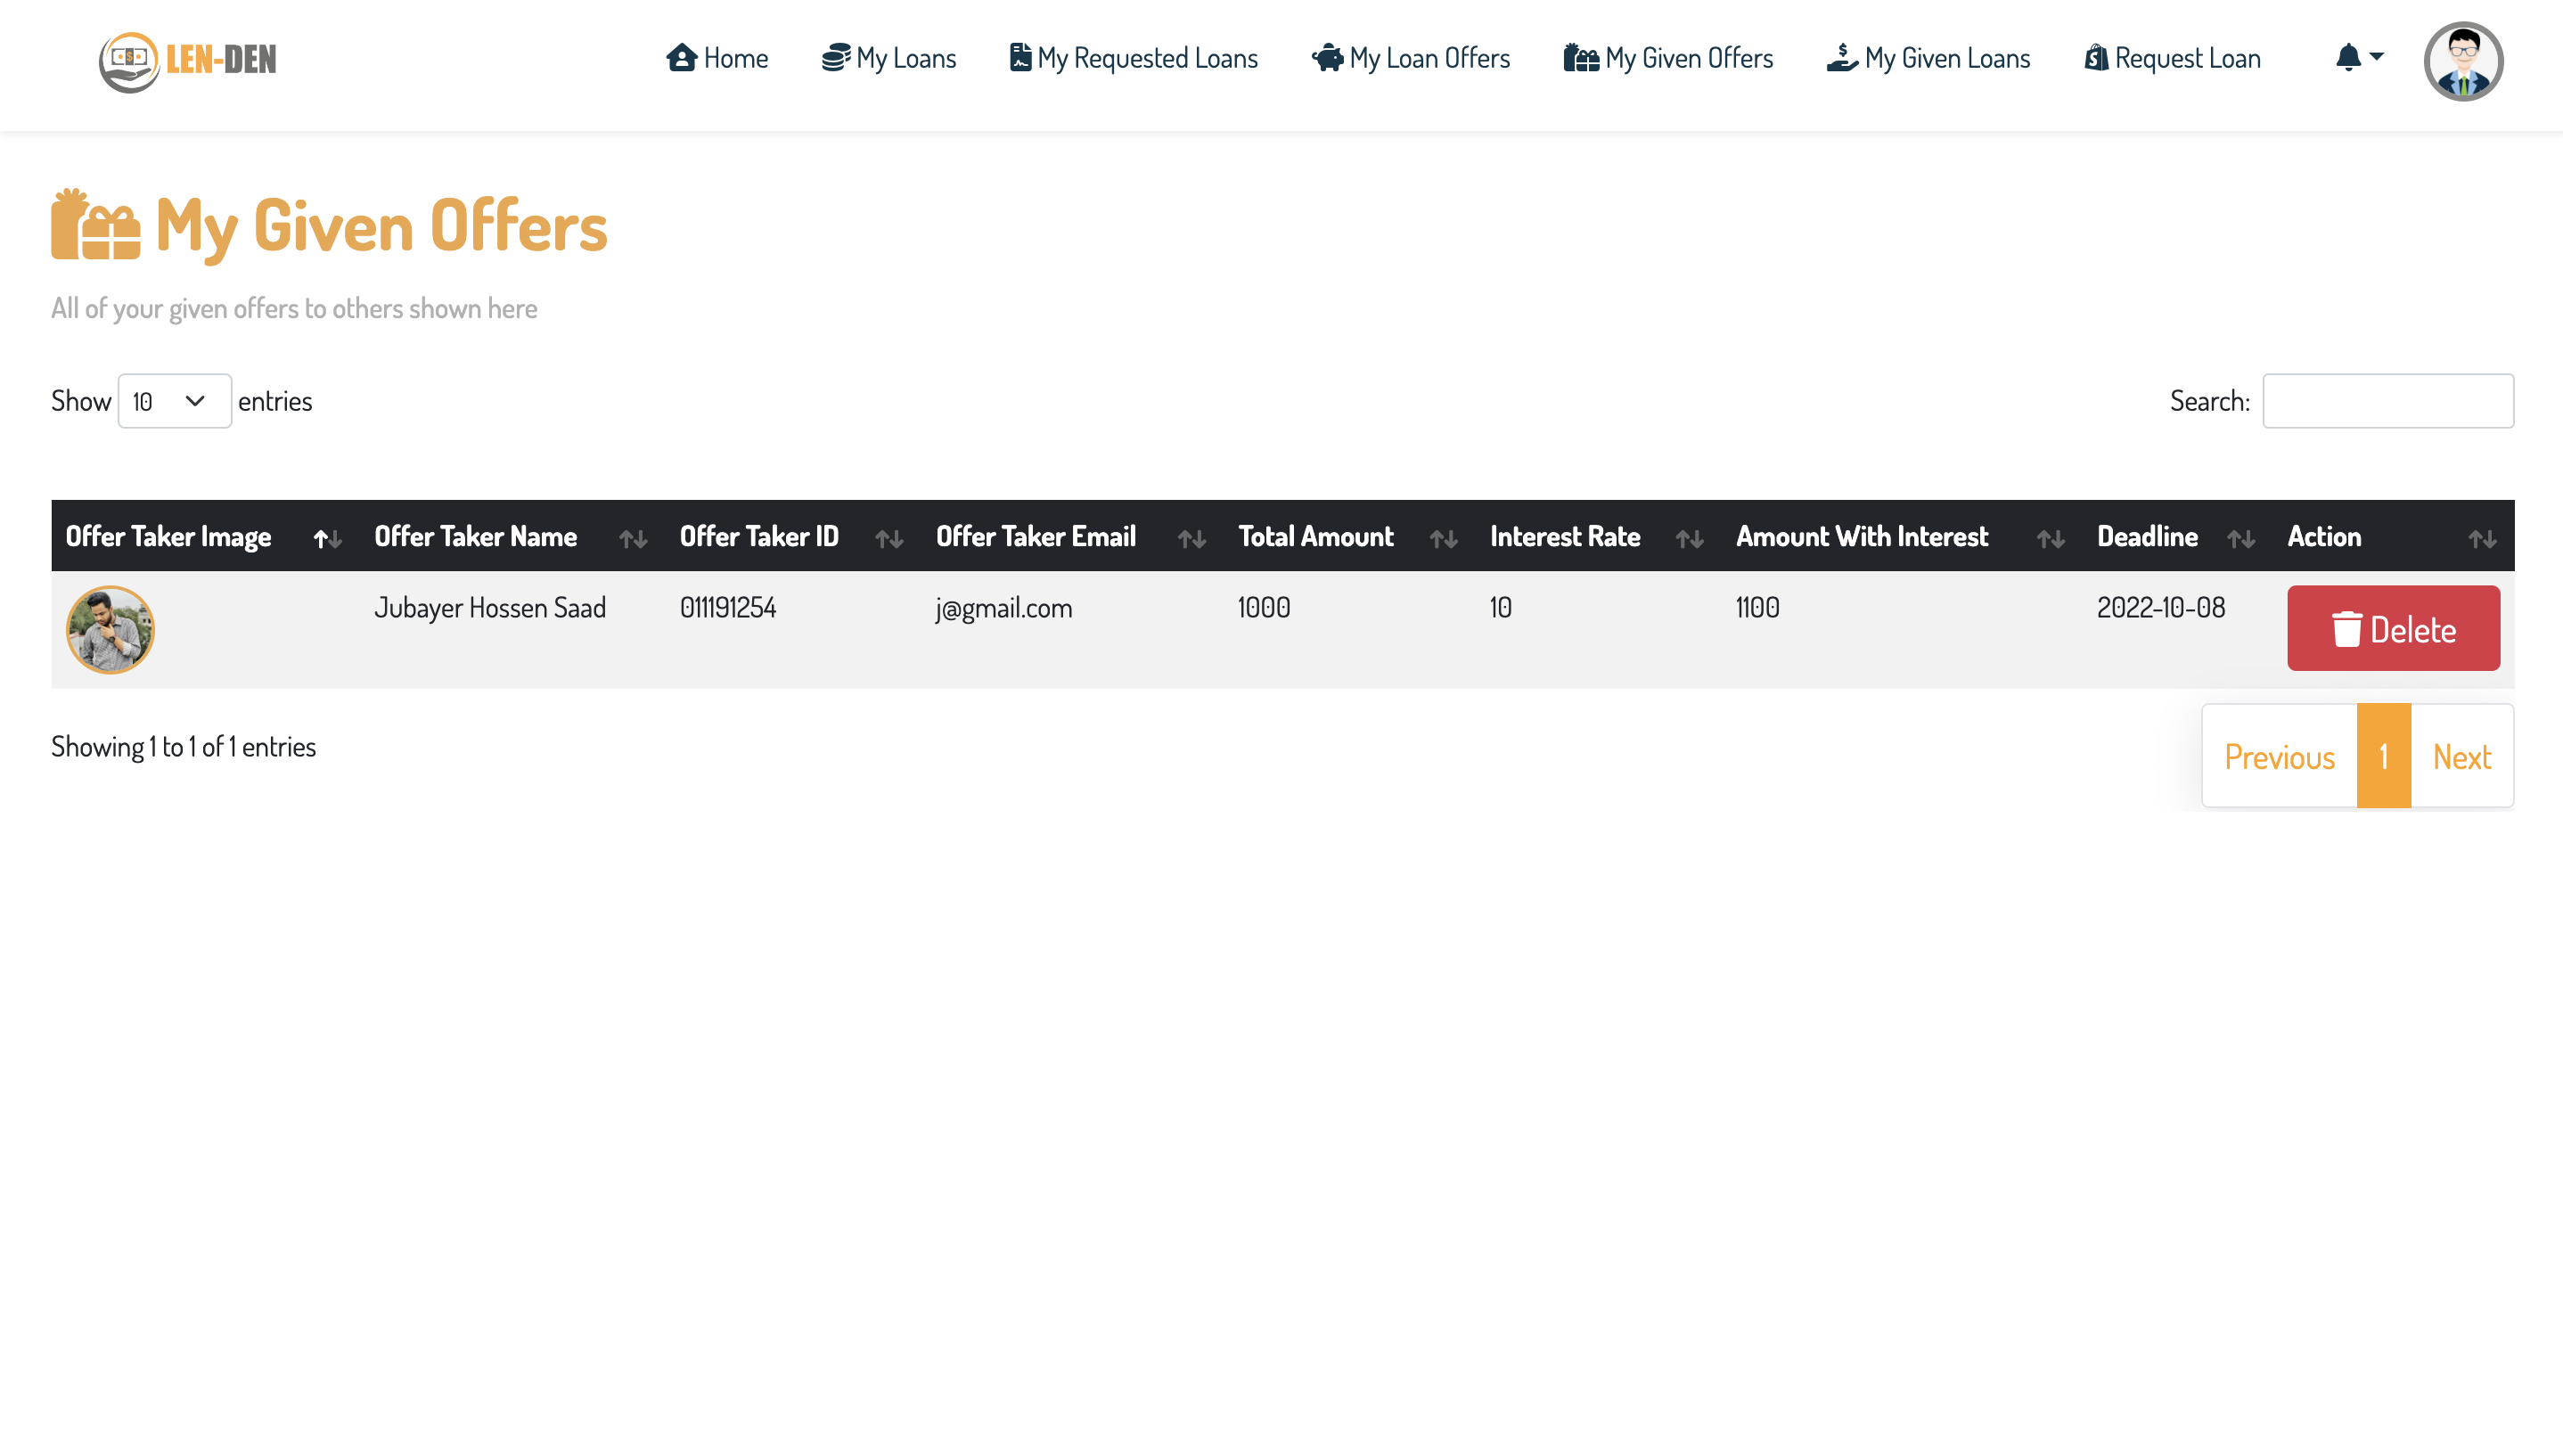 LEN-DEN Home My Loans My Requested Loans My Loan Offers My Given Offers My Given Loans Request Loan
My Given Offers
All of your given offers to others shown here
Show 10 entries Search:
Offer Taker Image Offer Taker Name Offer Taker ID Offer Taker Email Total Amount Interest Rate Amount With Interest Deadline Action
Jubayer Hossen Saad 011191254 j@gmail.com 1000 10 1100 2022-10-08 Delete
Showing 1 to 1 of 1 entries Previous 1 Next